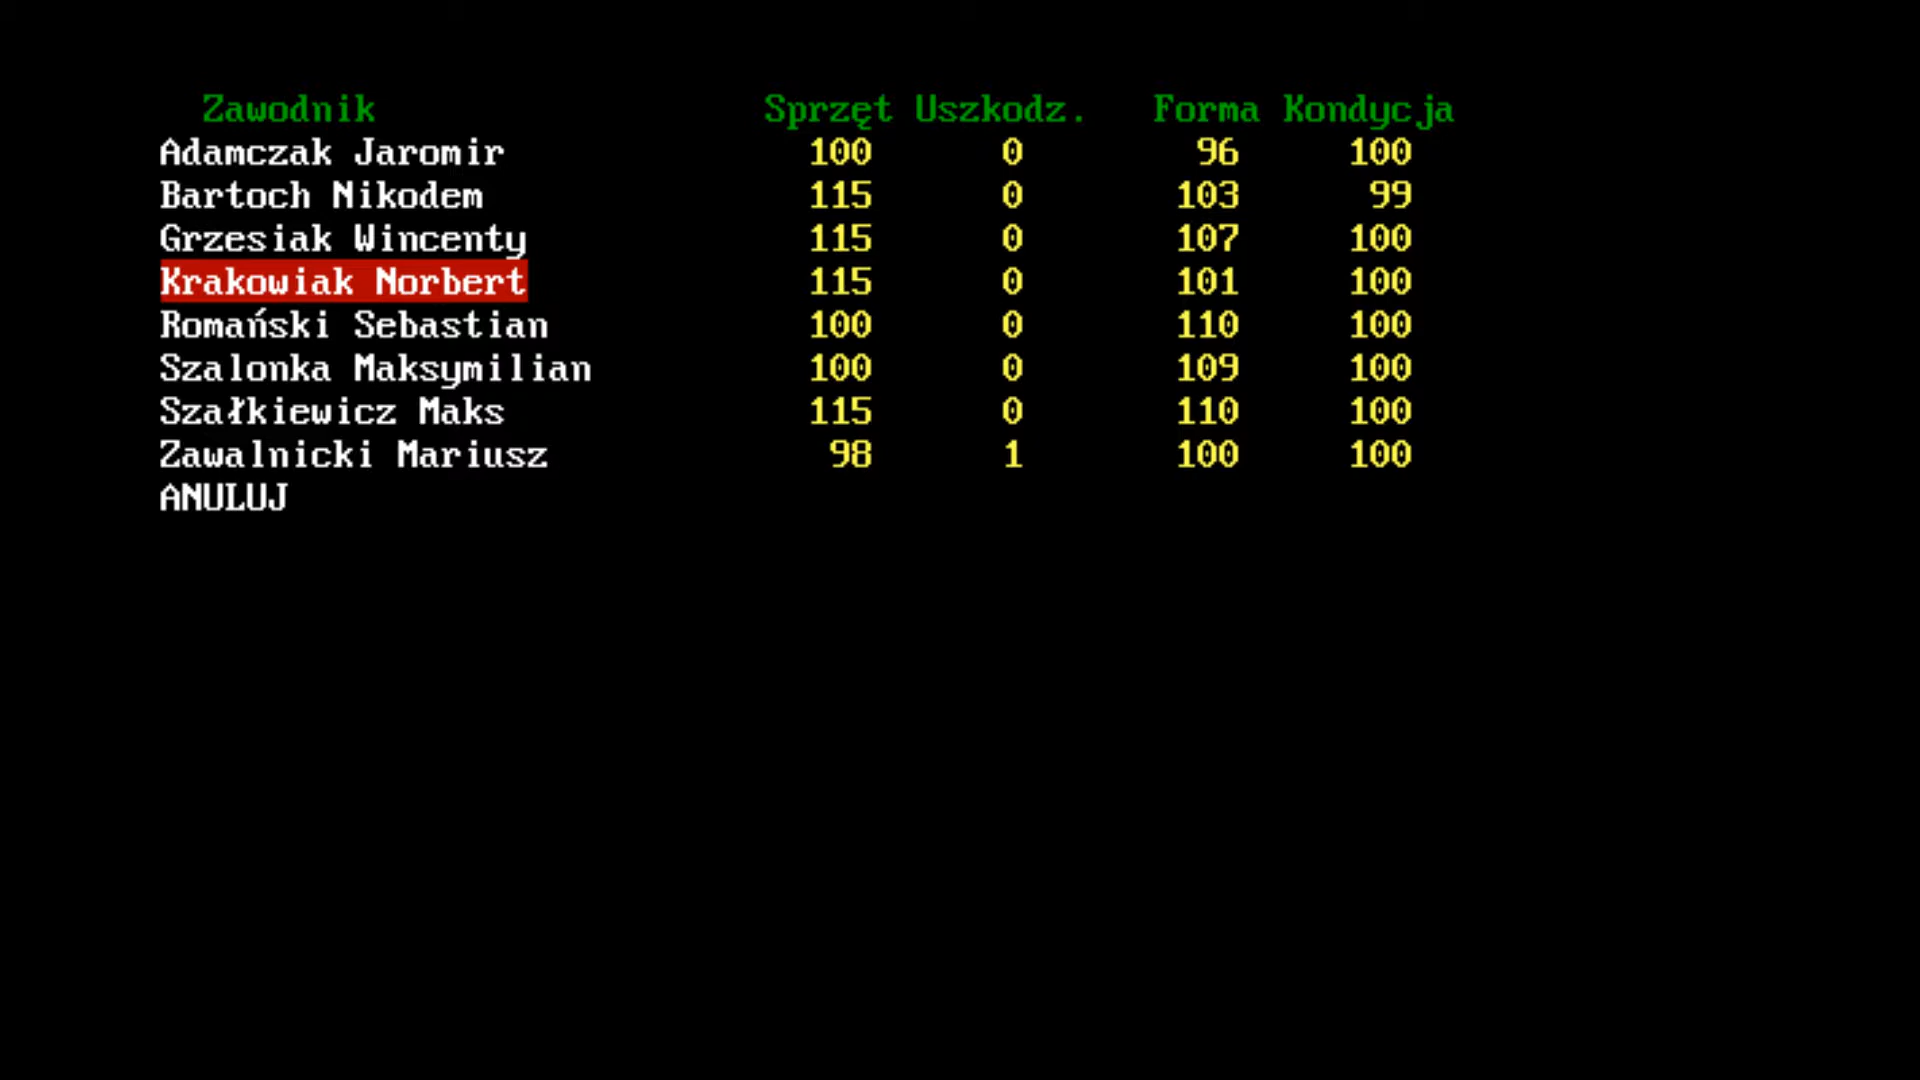 Zawodnik Sprzęt Uszkodz. Forma Kondycja
Adamczak Jaromir 100 0 96 100
Bartoch Nikodem 115 0 103 99
Grzesiak Wincenty 115 0 107 100
Krakowiak Norbert 115 0 101 100
Romański Sebastian 100 0 110 100
Szalonka Maksymilian 100 0 109 100
Szałkiewicz Maks 115 0 110 100
Zawalnicki Mariusz 98 1 100 100
ANULUJ